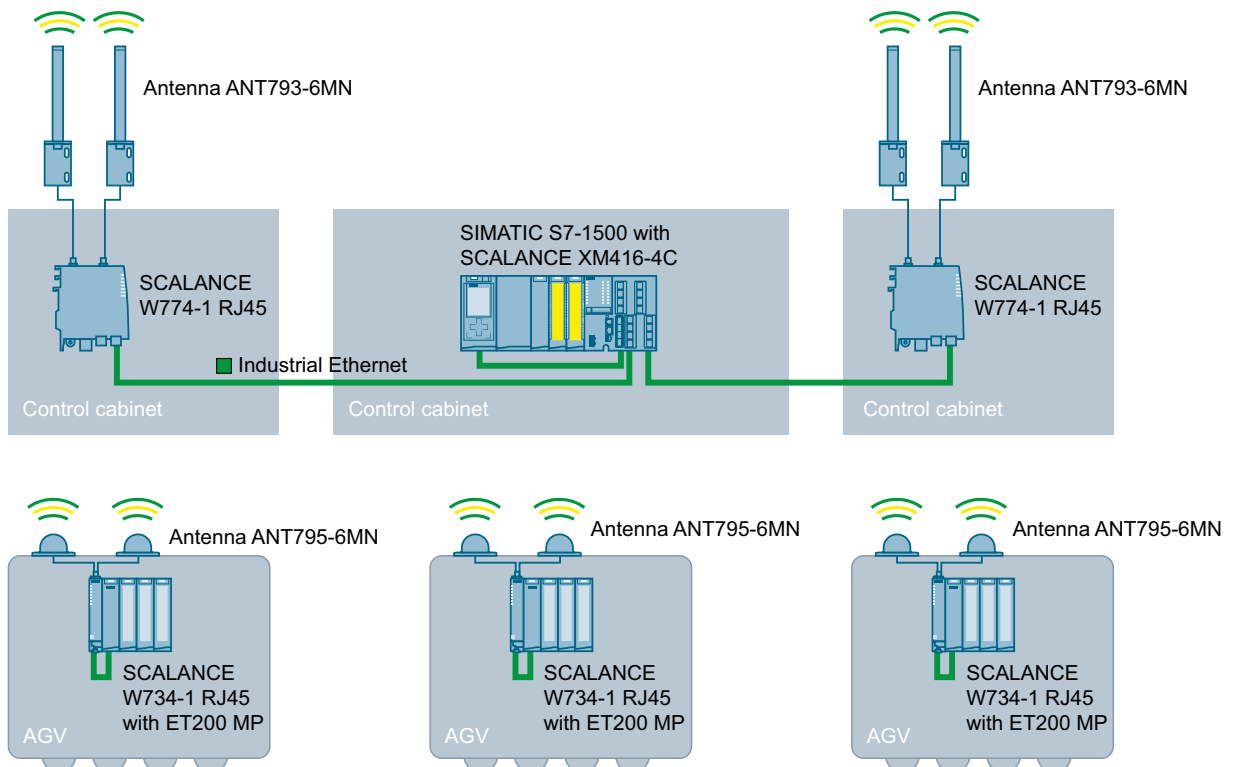 Antenna ANT793-6MN
Antenna ANT793-6MN
SCALANCE
W774-1 RJ45
SIMATIC S7-1500 with
SCALANCE XM416-4C
SCALANCE
W774-1 RJ45
Industrial Ethernet
Control cabinet
Control cabinet
Control cabinet
Antenna ANT795-6MN
Antenna ANT795-6MN
Antenna ANT795-6MN
SCALANCE
W734-1 RJ45
with ET200 MP
AGV
SCALANCE
W734-1 RJ45
with ET200 MP
AGV
SCALANCE
W734-1 RJ45
with ET200 MP
AGV